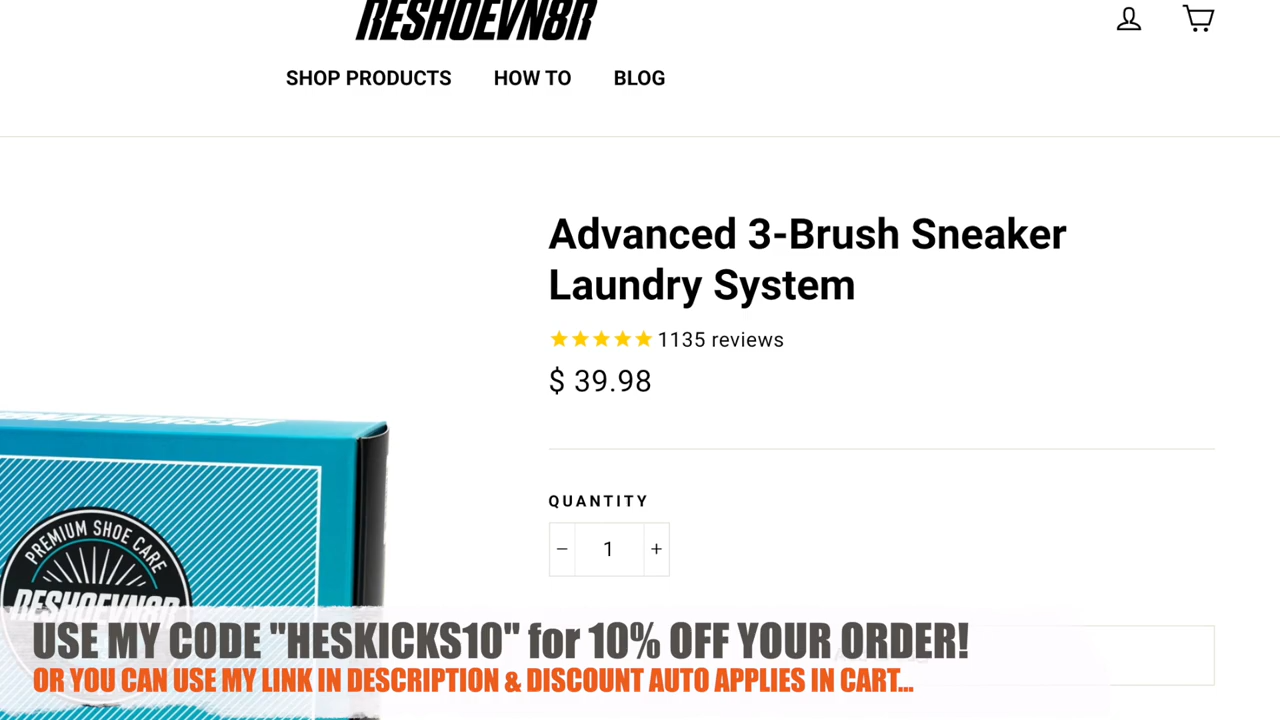 RESHOEVN8R
SHOP PRODUCTS HOW TO BLOG
Advanced 3-Brush Sneaker
Laundry System
1135 reviews
$ 39.98
QUANTITY
− 1 +
PREMIUM SHOE CARE
RESHOEVN8R
USE MY CODE "HESKICKS10" for 10% OFF YOUR ORDER!
OR YOU CAN USE MY LINK IN DESCRIPTION & DISCOUNT AUTO APPLIES IN CART...